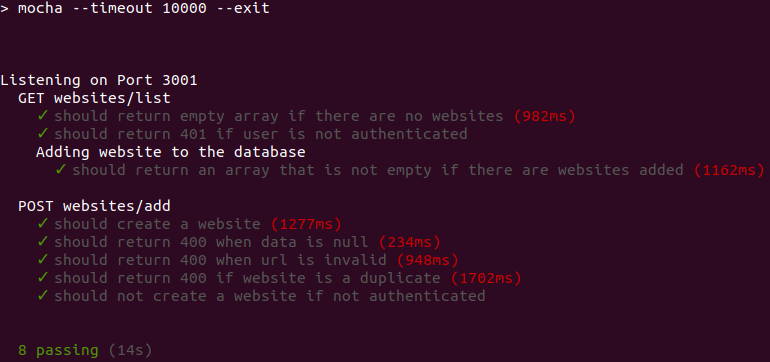 > mocha --timeout 10000 --exit
Listening on Port 3001
GET websites/list
✓ should return empty array if there are no websites (982ms)
✓ should return 401 if user is not authenticated
Adding website to the database
✓ should return an array that is not empty if there are websites added (1162ms)
POST websites/add
✓ should create a website (1277ms)
✓ should return 400 when data is null (234ms)
✓ should return 400 when url is invalid (948ms)
✓ should return 400 if website is a duplicate (1702ms)
✓ should not create a website if not authenticated
8 passing (14s)